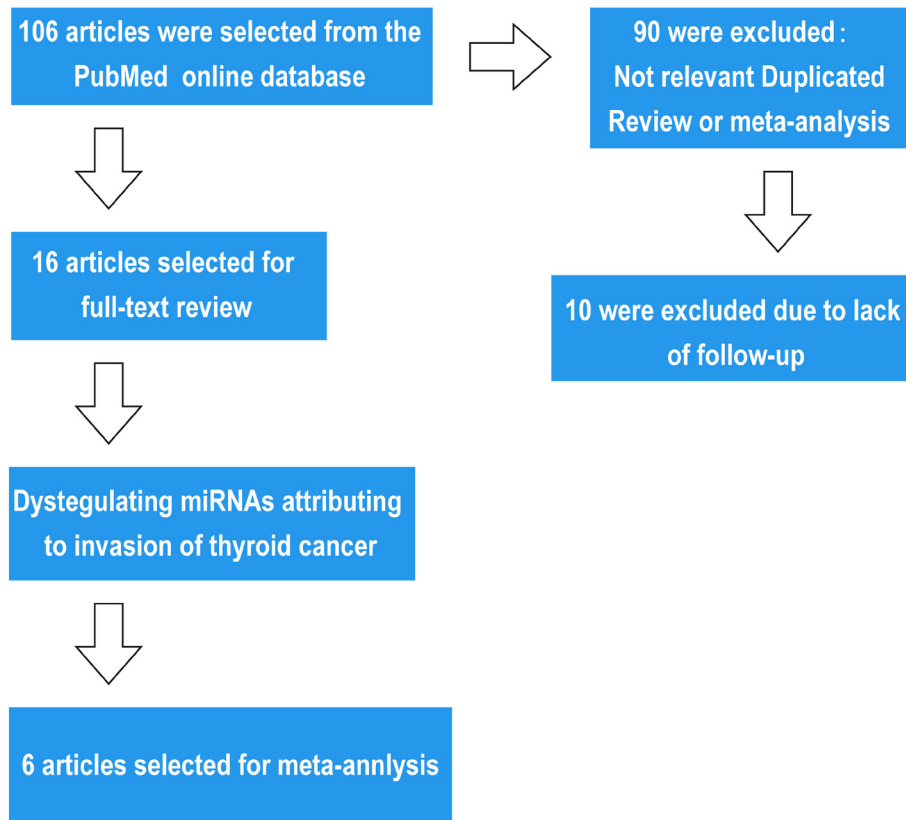 106 articles were selected from the
PubMed online database
90 were excluded:
Not relevant Duplicated
Review or meta-analysis
16 articles selected for
full-text review
10 were excluded due to lack
of follow-up
Dystegulating miRNAs attributing
to invasion of thyroid cancer
6 articles selected for meta-annlysis